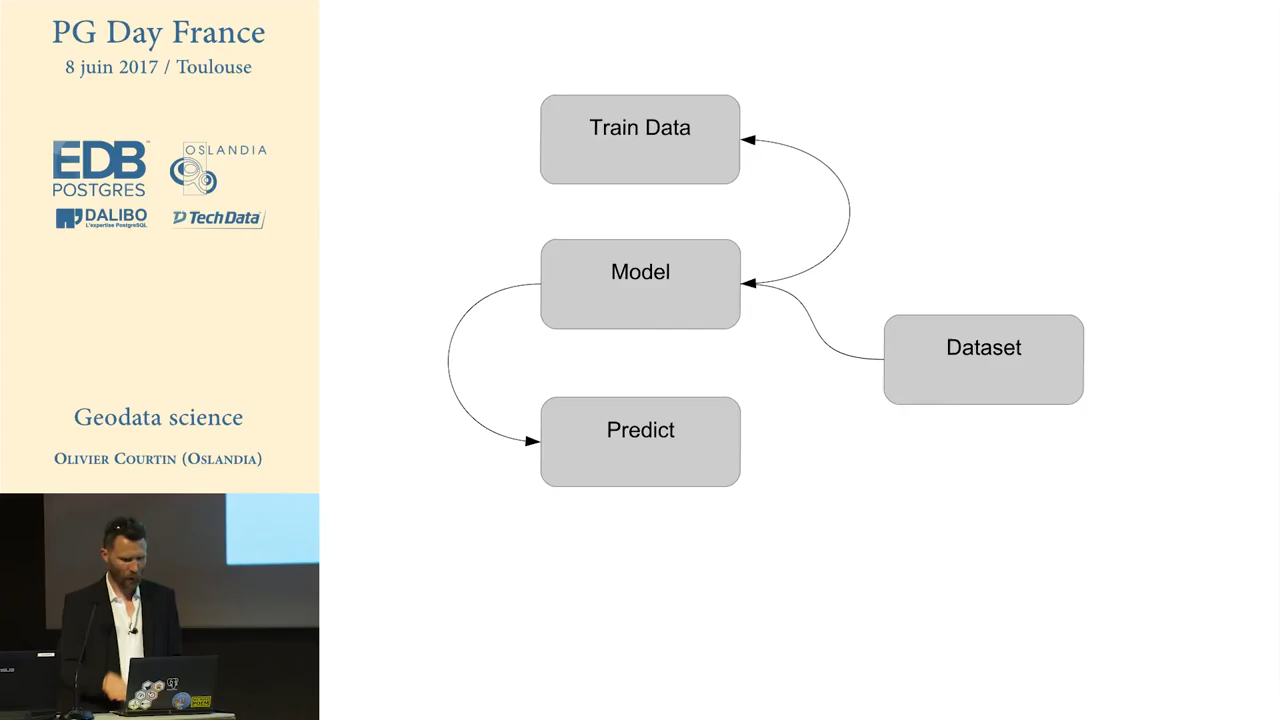 PG Day France
8 juin 2017 / Toulouse
EDB
POSTGRES
OSLANDIA
DALIBO
L'expertise PostgreSQL
TechData
Geodata science
Olivier Courtin (Oslandia)
Train Data
Model
Dataset
Predict